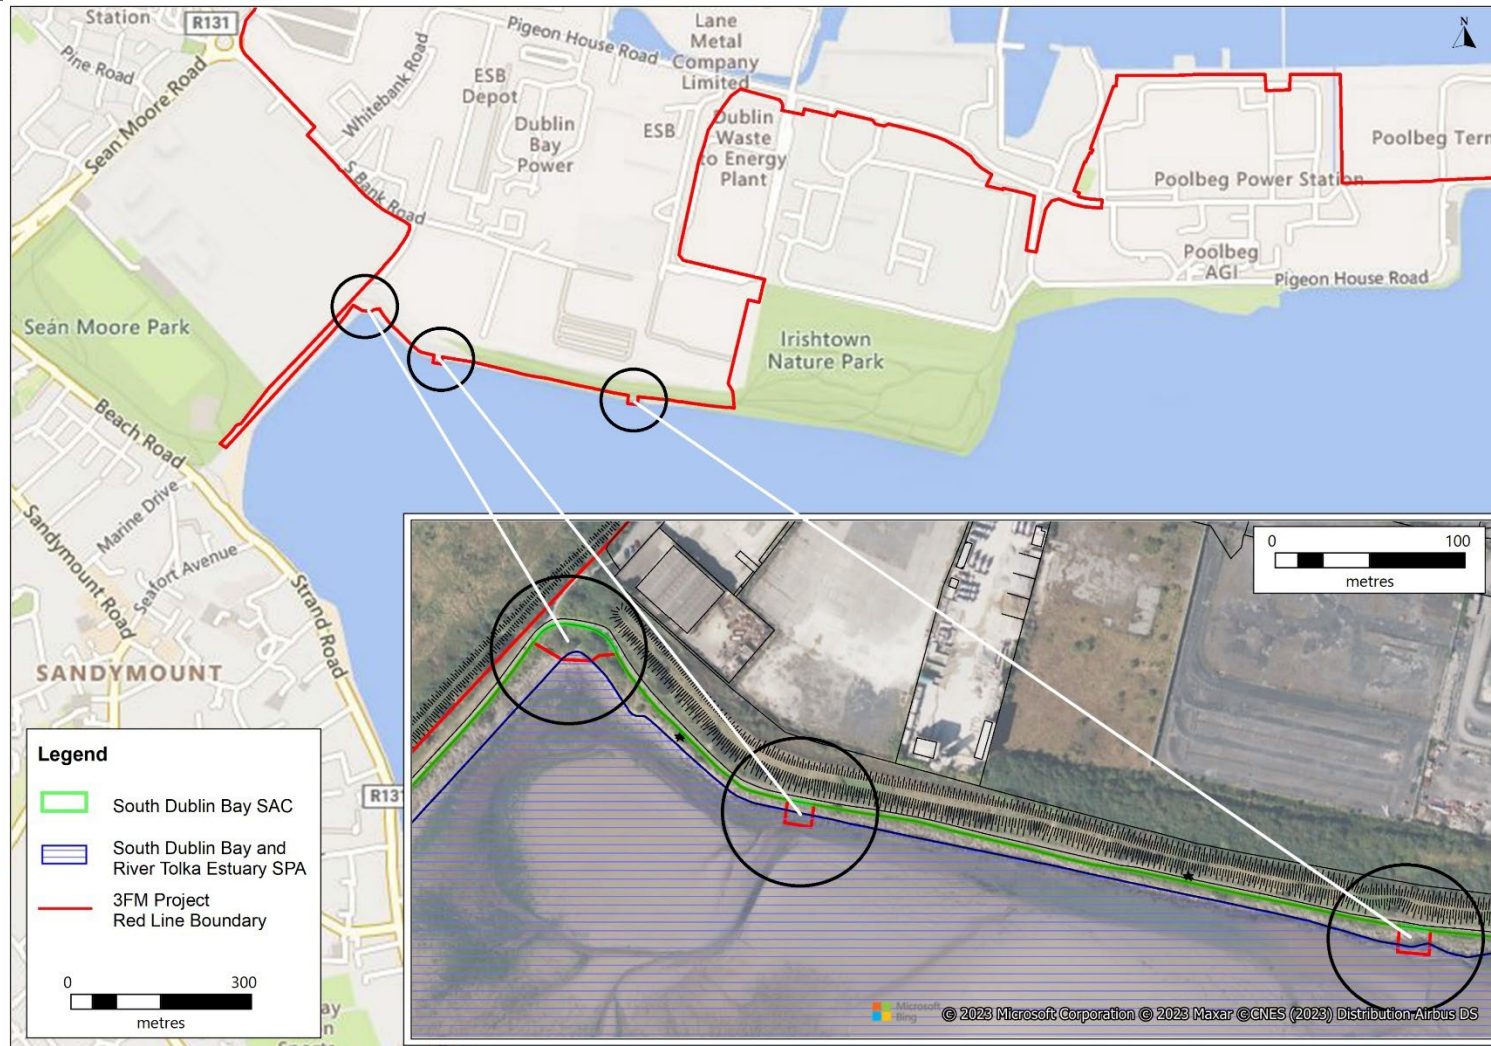 Station
R131
Pine Road
Sean Moore Road
Whitebank Road
Pigeon House Road
ESB
Depot
Dublin
Bay
Power
S Bank Road
ESB
Lane
Metal
Company
Limited
Dublin
Waste
to Energy
Plant
N
Poolbeg Tern
Poolbeg Power Station
Poolbeg
AGI
Pigeon House Road
Seán Moore Park
Irishtown
Nature Park
Beach Road
Marine Drive
Seafort Avenue
Sandymount Road
Strand Road
SANDYMOUNT
R131
0 100
metres
Legend
South Dublin Bay SAC
South Dublin Bay and
River Tolka Estuary SPA
3FM Project
Red Line Boundary
0 300
metres
Microsoft
Bing
© 2023 Microsoft Corporation © 2023 Maxar ©CNES (2023) Distribution Airbus DS